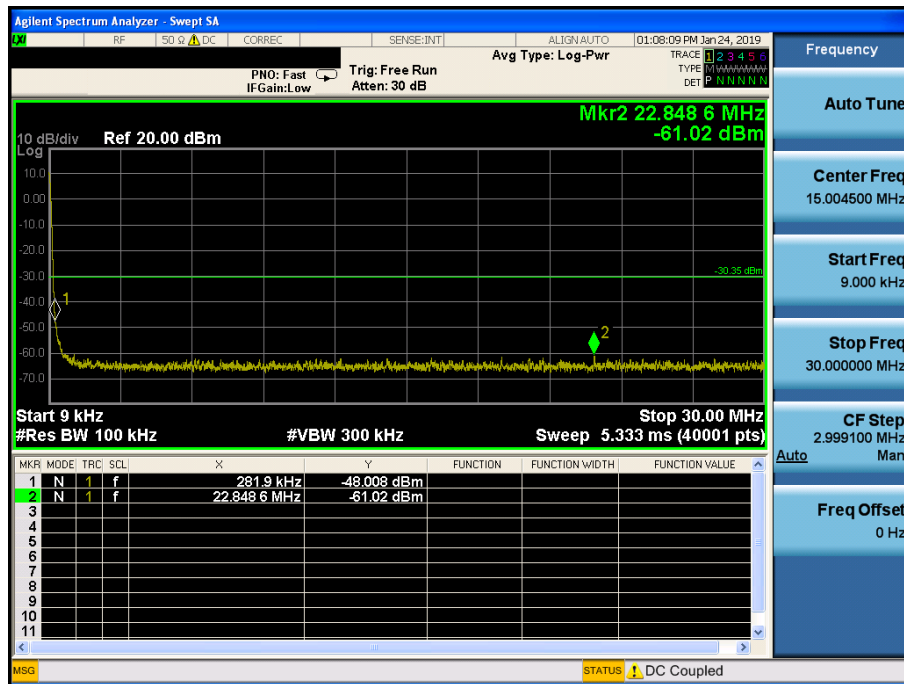 Agilent Spectrum Analyzer - Swept SA
LXI RF 50 Ω DC CORREC SENSE:INT ALIGN AUTO 01:08:09 PM Jan 24, 2019
PNO: Fast
IFGain:Low
Trig: Free Run
Atten: 30 dB
Avg Type: Log-Pwr
TRACE 1 2 3 4 5 6
TYPE M W W W W W
DET P N N N N N
Mkr2 22.848 6 MHz
-61.02 dBm
10 dB/div Ref 20.00 dBm
Log
10.0
0.00
-10.0
-20.0
-30.0
-30.35 dBm
-40.0
1
-50.0
2
-60.0
-70.0
Start 9 kHz Stop 30.00 MHz
#Res BW 100 kHz #VBW 300 kHz Sweep 5.333 ms (40001 pts)
MKR MODE TRC SCL X Y FUNCTION FUNCTION WIDTH FUNCTION VALUE
1 N 1 f 281.9 kHz -48.008 dBm
2 N 1 f 22.848 6 MHz -61.02 dBm
3
4
5
6
7
8
9
10
11
MSG STATUS DC Coupled
Frequency
Auto Tune
Center Freq
15.004500 MHz
Start Freq
9.000 kHz
Stop Freq
30.000000 MHz
CF Step
2.999100 MHz
Auto Man
Freq Offset
0 Hz